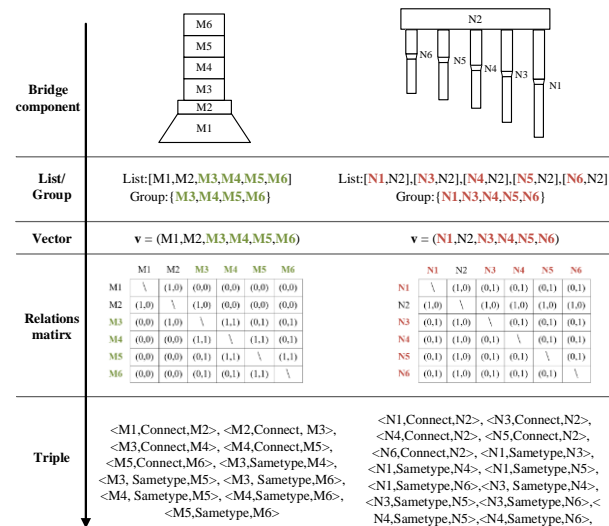 M6
M5
M4
M3
M2
M1
N2
N6
N5
N4
N3
N1
Bridge
component
List/
Group
List:[M1,M2,M3,M4,M5,M6]
Group:{M3,M4,M5,M6}
List:[N1,N2],[N3,N2],[N4,N2],[N5,N2],[N6,N2]
Group:{N1,N3,N4,N5,N6}
Vector
v = (M1,M2,M3,M4,M5,M6)
v = (N1,N2,N3,N4,N5,N6)
Relations
matirx
M1 M2 M3 M4 M5 M6
M1 \ (1,0) (0,0) (0,0) (0,0) (0,0)
M2 (1,0) \ (1,0) (0,0) (0,0) (0,0)
M3 (0,0) (1,0) \ (1,1) (0,1) (0,1)
M4 (0,0) (0,0) (1,1) \ (1,1) (0,1)
M5 (0,0) (0,0) (0,1) (1,1) \ (1,1)
M6 (0,0) (0,0) (0,1) (0,1) (1,1) \
N1 N2 N3 N4 N5 N6
N1 \ (1,0) (0,1) (0,1) (0,1) (0,1)
N2 (1,0) \ (1,0) (1,0) (1,0) (1,0)
N3 (0,1) (1,0) \ (0,1) (0,1) (0,1)
N4 (0,1) (1,0) (0,1) \ (0,1) (0,1)
N5 (0,1) (1,0) (0,1) (0,1) \ (0,1)
N6 (0,1) (1,0) (0,1) (0,1) (0,1) \
Triple
<M1,Connect,M2>, <M2,Connect, M3>,
<M3,Connect,M4>, <M4,Connect,M5>,
<M5,Connect,M6>, <M3,Sametype,M4>,
<M3, Sametype,M5>, <M3, Sametype,M6>,
<M4, Sametype,M5>, <M4,Sametype,M6>,
<M5,Sametype,M6>
<N1,Connect,N2>, <N3,Connect,N2>,
<N4,Connect,N2>, <N5,Connect,N2>,
<N6,Connect,N2>, <N1,Sametype,N3>,
<N1,Sametype,N4>, <N1,Sametype,N5>,
<N1,Sametype,N6>,<N3, Sametype,N4>,
<N3,Sametype,N5>,<N3,Sametype,N6>,<
N4,Sametype,N5>,<N4,Sametype,N6>,